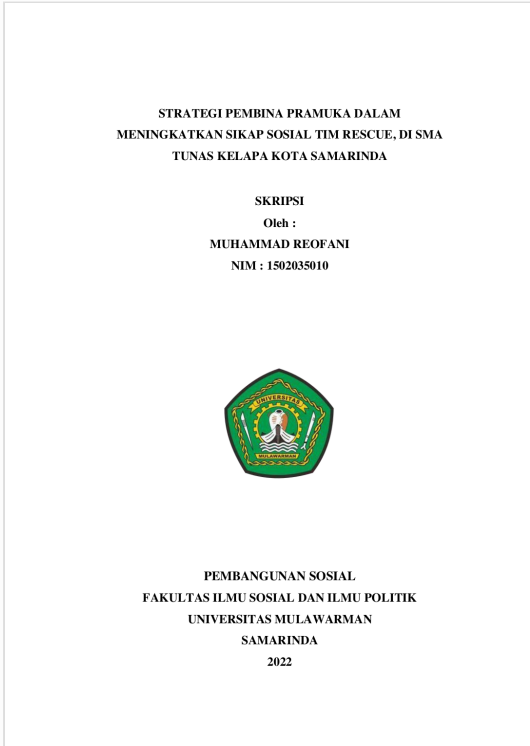 STRATEGI PEMBINA PRAMUKA DALAM
MENINGKATKAN SIKAP SOSIAL TIM RESCUE, DI SMA
TUNAS KELAPA KOTA SAMARINDA
SKRIPSI
Oleh :
MUHAMMAD REOFANI
NIM : 1502035010
UNIVERSITAS
MULAWARMAN
PEMBANGUNAN SOSIAL
FAKULTAS ILMU SOSIAL DAN ILMU POLITIK
UNIVERSITAS MULAWARMAN
SAMARINDA
2022